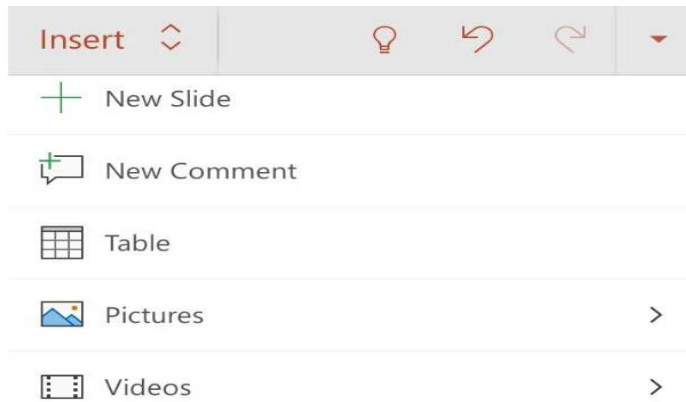 Insert
New Slide
New Comment
Table
Pictures
Videos